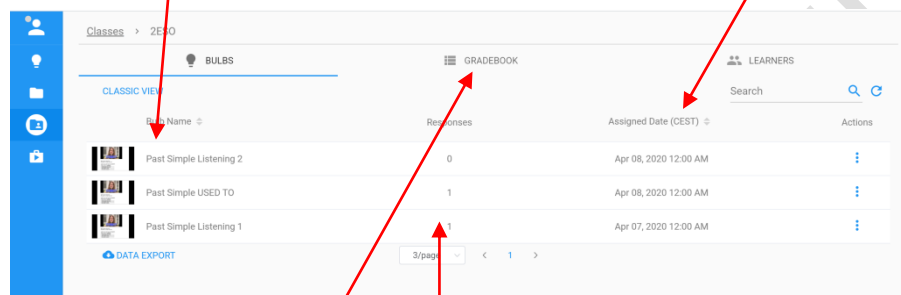 Classes > 2ESO
BULBS GRADEBOOK LEARNERS
CLASSIC VIEW Search
Bulb Name Responses Assigned Date (CEST) Actions
Past Simple Listening 2 0 Apr 08, 2020 12:00 AM
Past Simple USED TO 1 Apr 08, 2020 12:00 AM
Past Simple Listening 1 1 Apr 07, 2020 12:00 AM
DATA EXPORT 3/page < 1 >